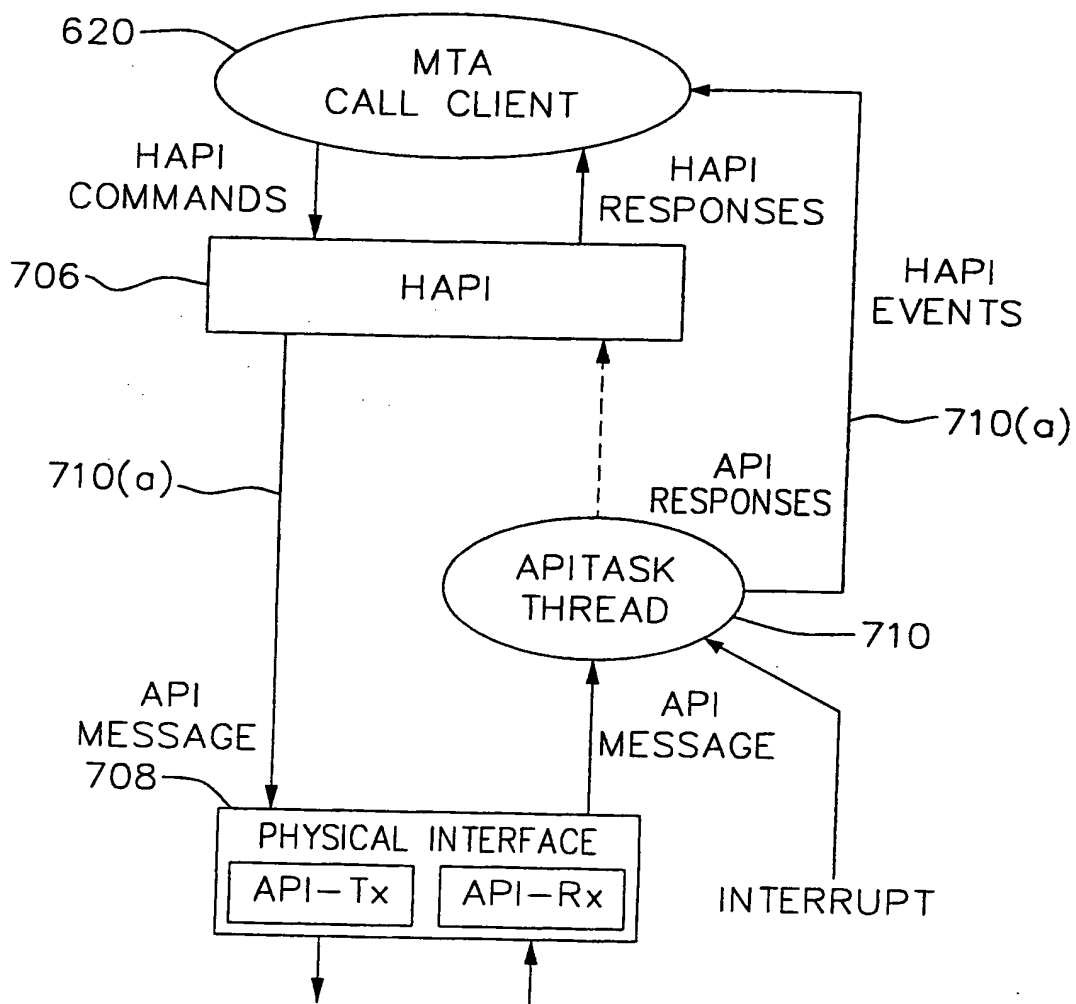 620
MTA
CALL CLIENT
HAPI
COMMANDS
HAPI
RESPONSES
706
HAPI
HAPI
EVENTS
710(a)
710(a)
API
RESPONSES
APITASK
THREAD
710
API
MESSAGE
API
MESSAGE
708
PHYSICAL INTERFACE
API-Tx
API-Rx
INTERRUPT